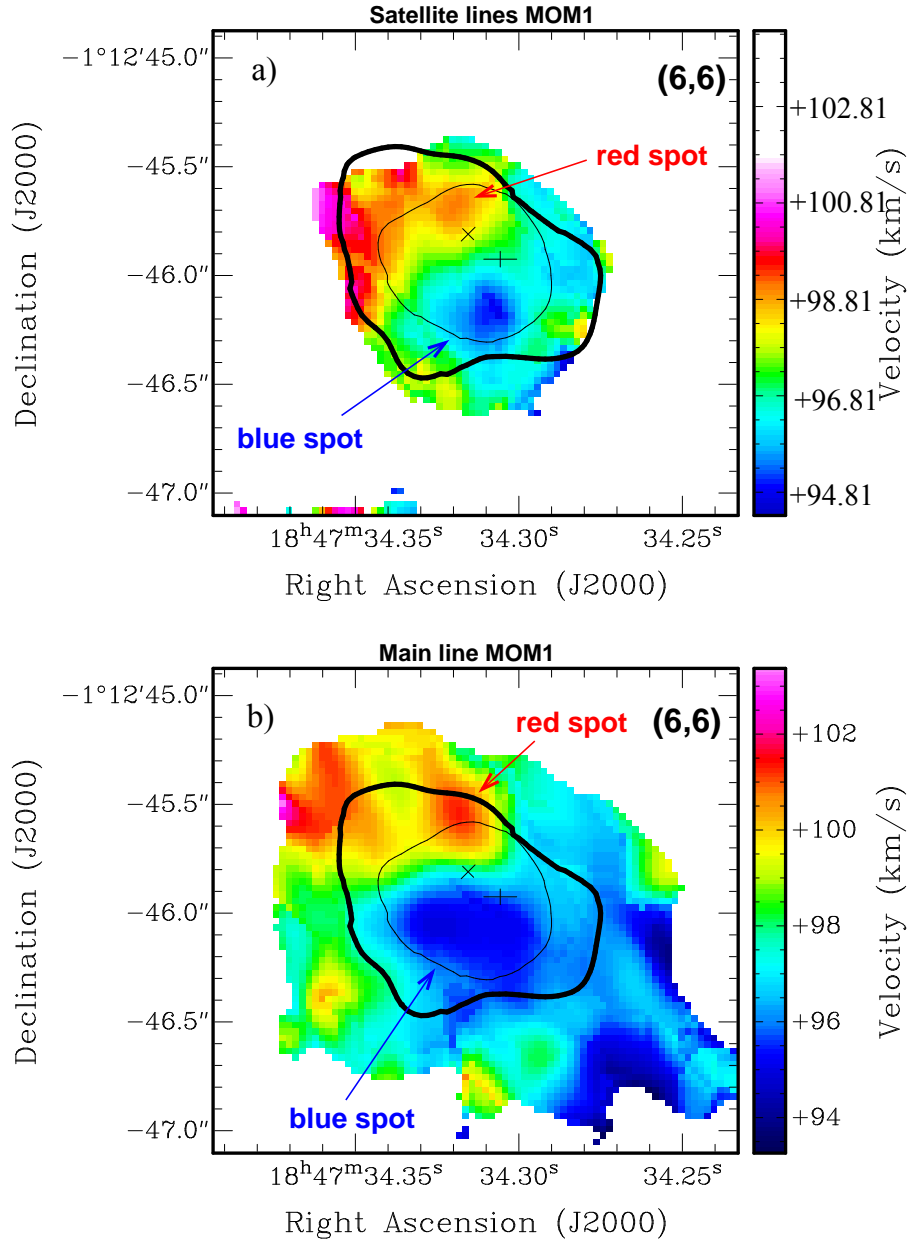 Satellite lines MOM1
a)
(6,6)
red spot
blue spot
−1°12′45.0″
−45.5″
−46.0″
−46.5″
−47.0″
Declination (J2000)
18ʰ47ᵐ34.35ˢ
34.30ˢ
34.25ˢ
Right Ascension (J2000)
+102.81
+100.81
+98.81
+96.81
+94.81
Velocity (km/s)
Main line MOM1
b)
(6,6)
red spot
blue spot
−1°12′45.0″
−45.5″
−46.0″
−46.5″
−47.0″
Declination (J2000)
18ʰ47ᵐ34.35ˢ
34.30ˢ
34.25ˢ
Right Ascension (J2000)
+102
+100
+98
+96
+94
Velocity (km/s)